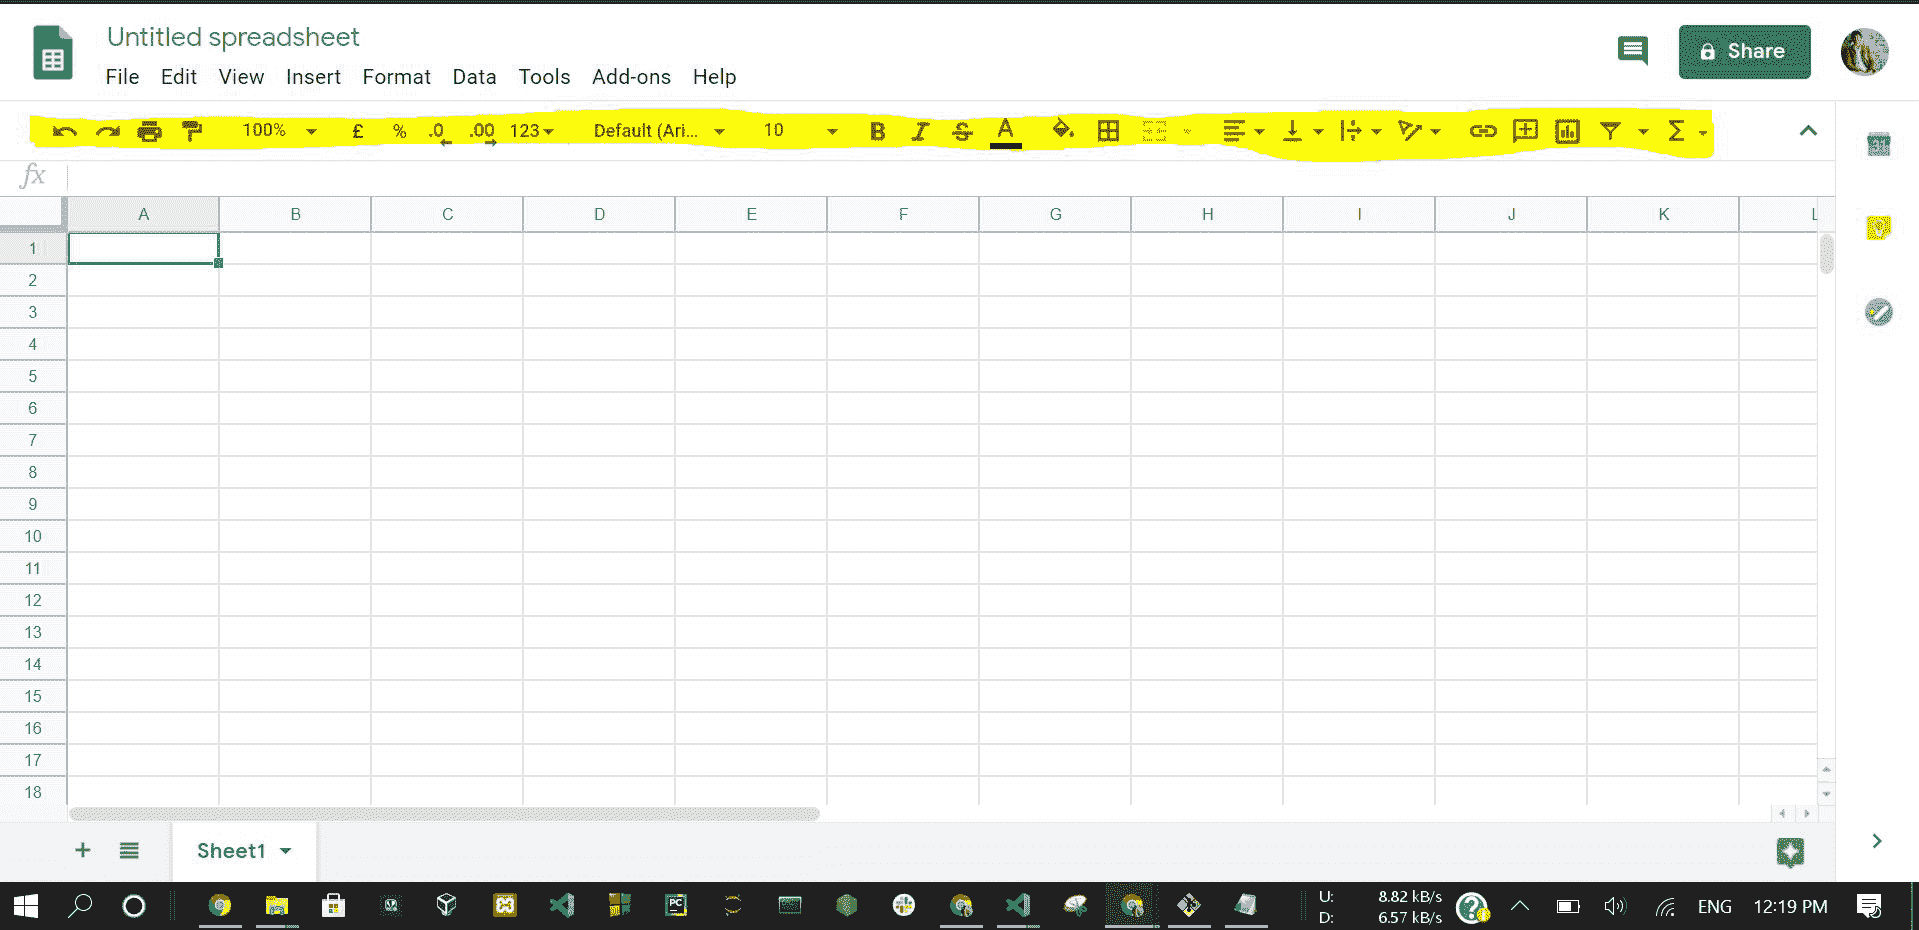 Untitled spreadsheet
File Edit View Insert Format Data Tools Add-ons Help
Share
100% £ % .0 .00 123 Default (Ari... 10 B I S A Σ
fx
A B C D E F G H I J K L
1
2
3
4
5
6
7
8
9
10
11
12
13
14
15
16
17
18
+ Sheet1
PC
U: 8.82 kB/s
D: 6.57 kB/s
ENG 12:19 PM